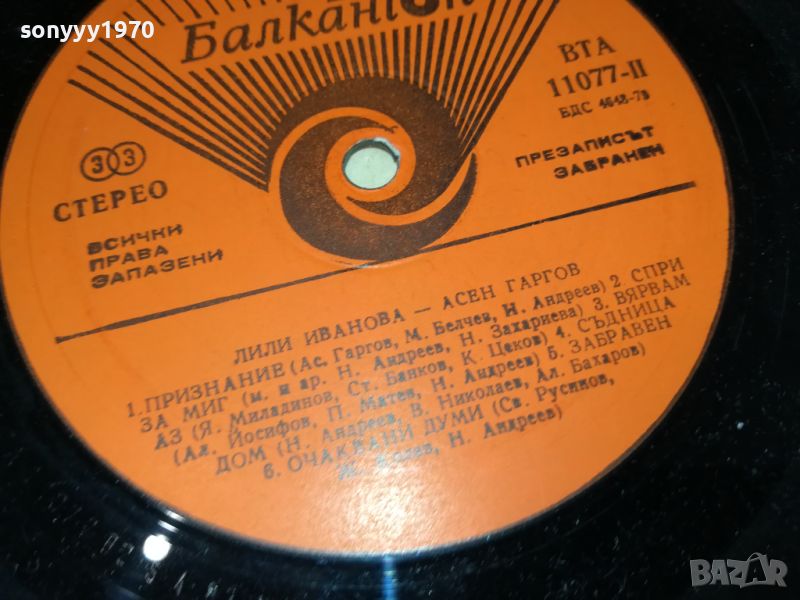 sonyyy1970
Балкантон
ВТА
11077-II
БДС 4648-79
33
СТЕРЕО
ПРЕЗАПИСЪТ
ЗАБРАНЕН
ВСИЧКИ
ПРАВА
ЗАПАЗЕНИ
ЛИЛИ ИВАНОВА — АСЕН ГАРГОВ
1. ПРИЗНАНИЕ (Ас. Гаргов, М. Белчев, Н. Андреев) 2. СПРИ
ЗА МИГ (м. и ар. Н. Андреев, Н. Захариева) 3. ВЯРВАМ
АЗ (Я. Миладинов, Ст. Банков, К. Цеков) 4. СЪДНИЦА
(Ал. Йосифов, П. Матев, Н. Андреев) 5. ЗАБРАВЕН
ДОМ (Н. Андреев, В. Николаев, Ал. Бахаров)
6. ОЧАКВАНИ ДУМИ (Св. Русинов,
Н. Андреев)
BAZAR